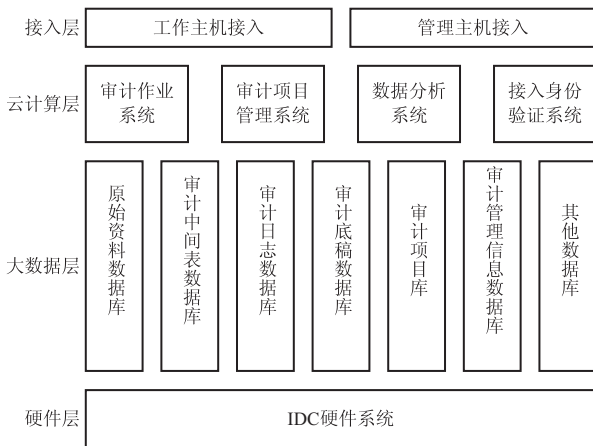 接入层
工作主机接入
管理主机接入
云计算层
审计作业
系统
审计项目
管理系统
数据分析
系统
接入身份
验证系统
大数据层
原始资料数据库
审计中间表数据库
审计日志数据库
审计底稿数据库
审计项目库
审计管理信息数据库
其他数据库
硬件层
IDC硬件系统